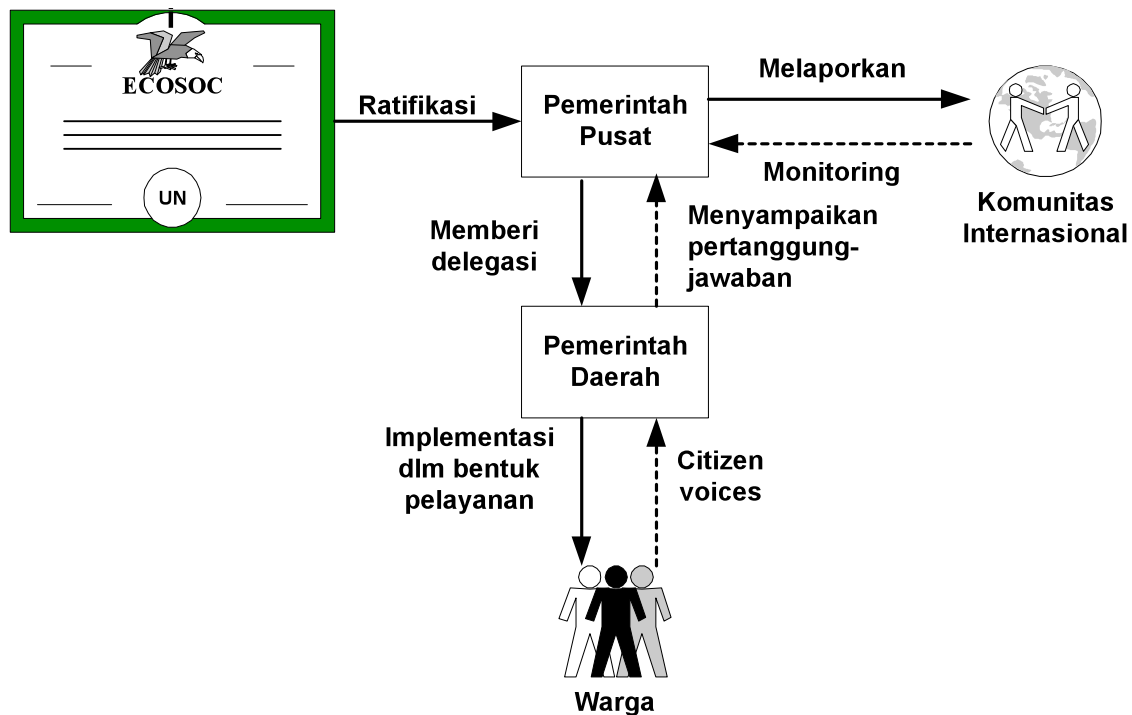 ECOSOC
UN
Ratifikasi
Pemerintah
Pusat
Melaporkan
Monitoring
Komunitas
Internasional
Memberi
delegasi
Menyampaikan
pertanggung-
jawaban
Pemerintah
Daerah
Implementasi
dlm bentuk
pelayanan
Citizen
voices
Warga